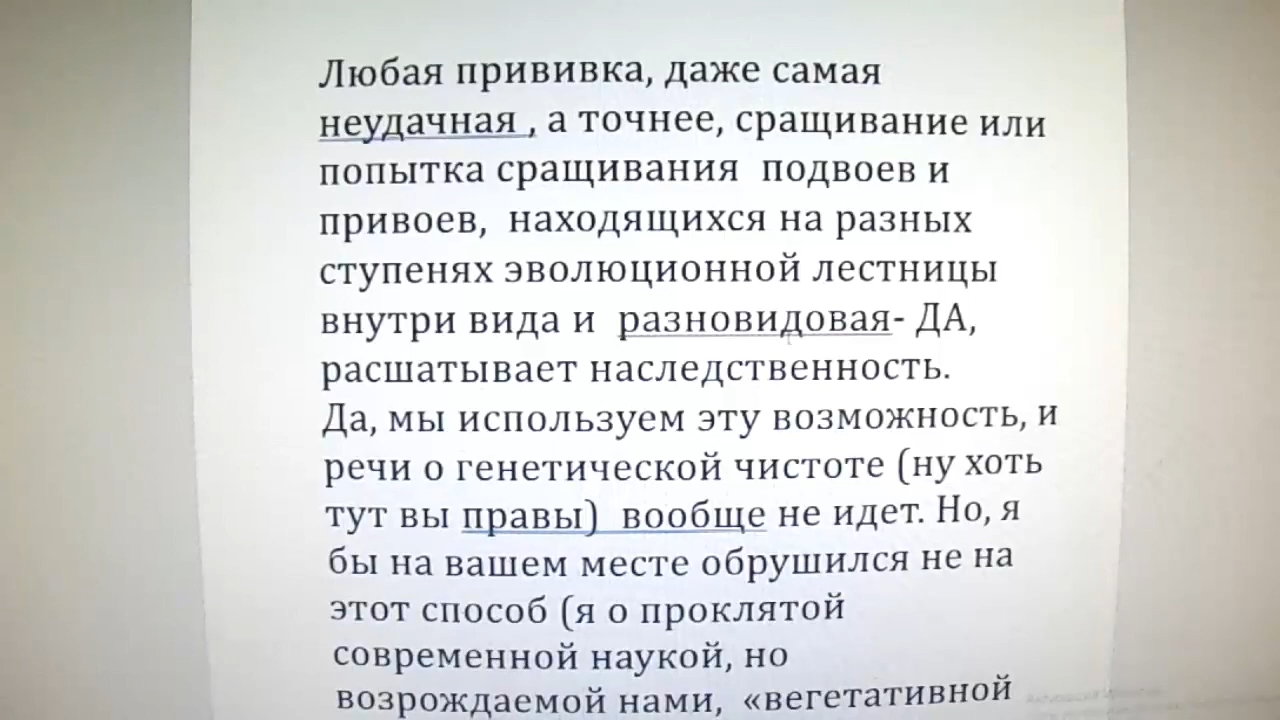 Любая прививка, даже самая
неудачная , а точнее, сращивание или
попытка сращивания  подвоев и
привоев,  находящихся на разных
ступенях эволюционной лестницы
внутри вида и  разновидовая- ДА,
расшатывает наследственность.
Да, мы используем эту возможность, и
речи о генетической чистоте (ну хоть
тут вы правы)  вообще не идет. Но, я
бы на вашем месте обрушился не на
этот способ (я о проклятой
современной наукой, но
возрождаемой нами,  «вегетативной